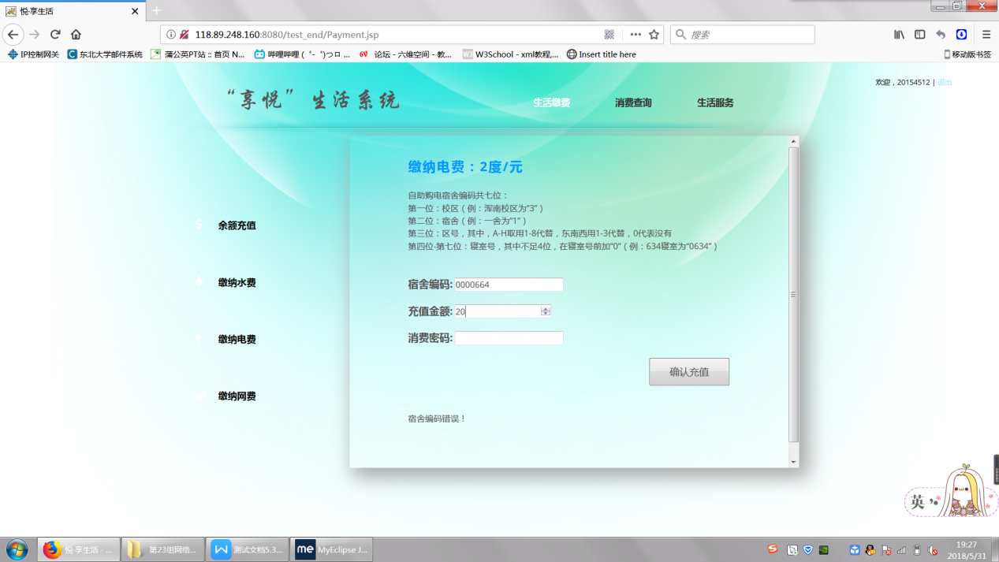 悦·享生活
118.89.248.160:8080/test_end/Payment.jsp
搜索
IP控制网关
东北大学邮件系统
蒲公英PT站 :: 首页 N...
哔哩哔哩 ( ゜- ゜)つロ ...
论坛 - 六维空间 - 教...
W3School - xml教程,...
Insert title here
移动版书签
欢迎，20154512 | 退出
“享悦”生活系统
生活缴费
消费查询
生活服务
余额充值
缴纳水费
缴纳电费
缴纳网费
缴纳电费：2度/元
自助购电宿舍编码共七位：
第一位：校区（例：浑南校区为“3”）
第二位：宿舍（例：一舍为“1”）
第三位：区号，其中，A-H取用1-8代替，东南西用1-3代替，0代表没有
第四位-第七位：寝室号，其中不足4位，在寝室号前加“0”（例：634寝室为“0634”）
宿舍编码: 0000664
充值金额: 20
消费密码:
确认充值
宿舍编码错误！
英
悦·享生活 - ...
第23组网络...
测试文档5.3...
MyEclipse J...
19:27
2018/5/31